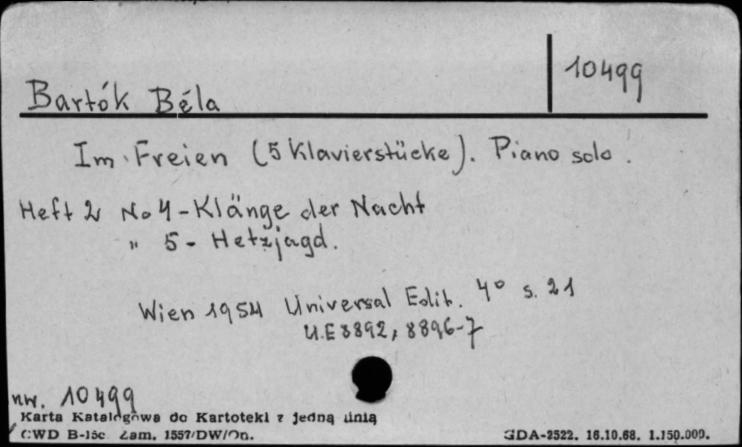 10499
Bartók Béla
Im Freien (5 Klavierstücke). Piano solo.
Heft 2 No 4 - Klänge der Nacht
" 5 - Hetzjagd.
Wien 1954 Universal Edit. 4° s. 21
U.E 8892, 8896-7
nw. 10499
Karta Katalogowa do Kartoteki z jedną linią
CWD B-15c Zam. 1557/DW/On.
GDA-2522. 16.10.68. 1.150.000.